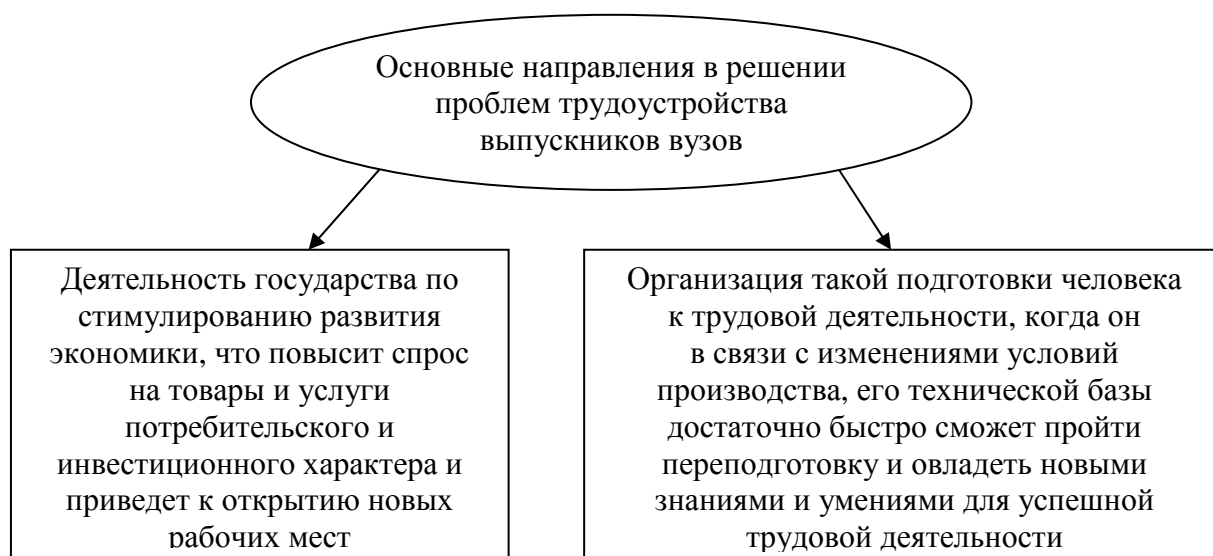 Основные направления в решении
проблем трудоустройства
выпускников вузов
Деятельность государства по
стимулированию развития
экономики, что повысит спрос
на товары и услуги
потребительского и
инвестиционного характера и
приведет к открытию новых
рабочих мест
Организация такой подготовки человека
к трудовой деятельности, когда он
в связи с изменениями условий
производства, его технической базы
достаточно быстро сможет пройти
переподготовку и овладеть новыми
знаниями и умениями для успешной
трудовой деятельности